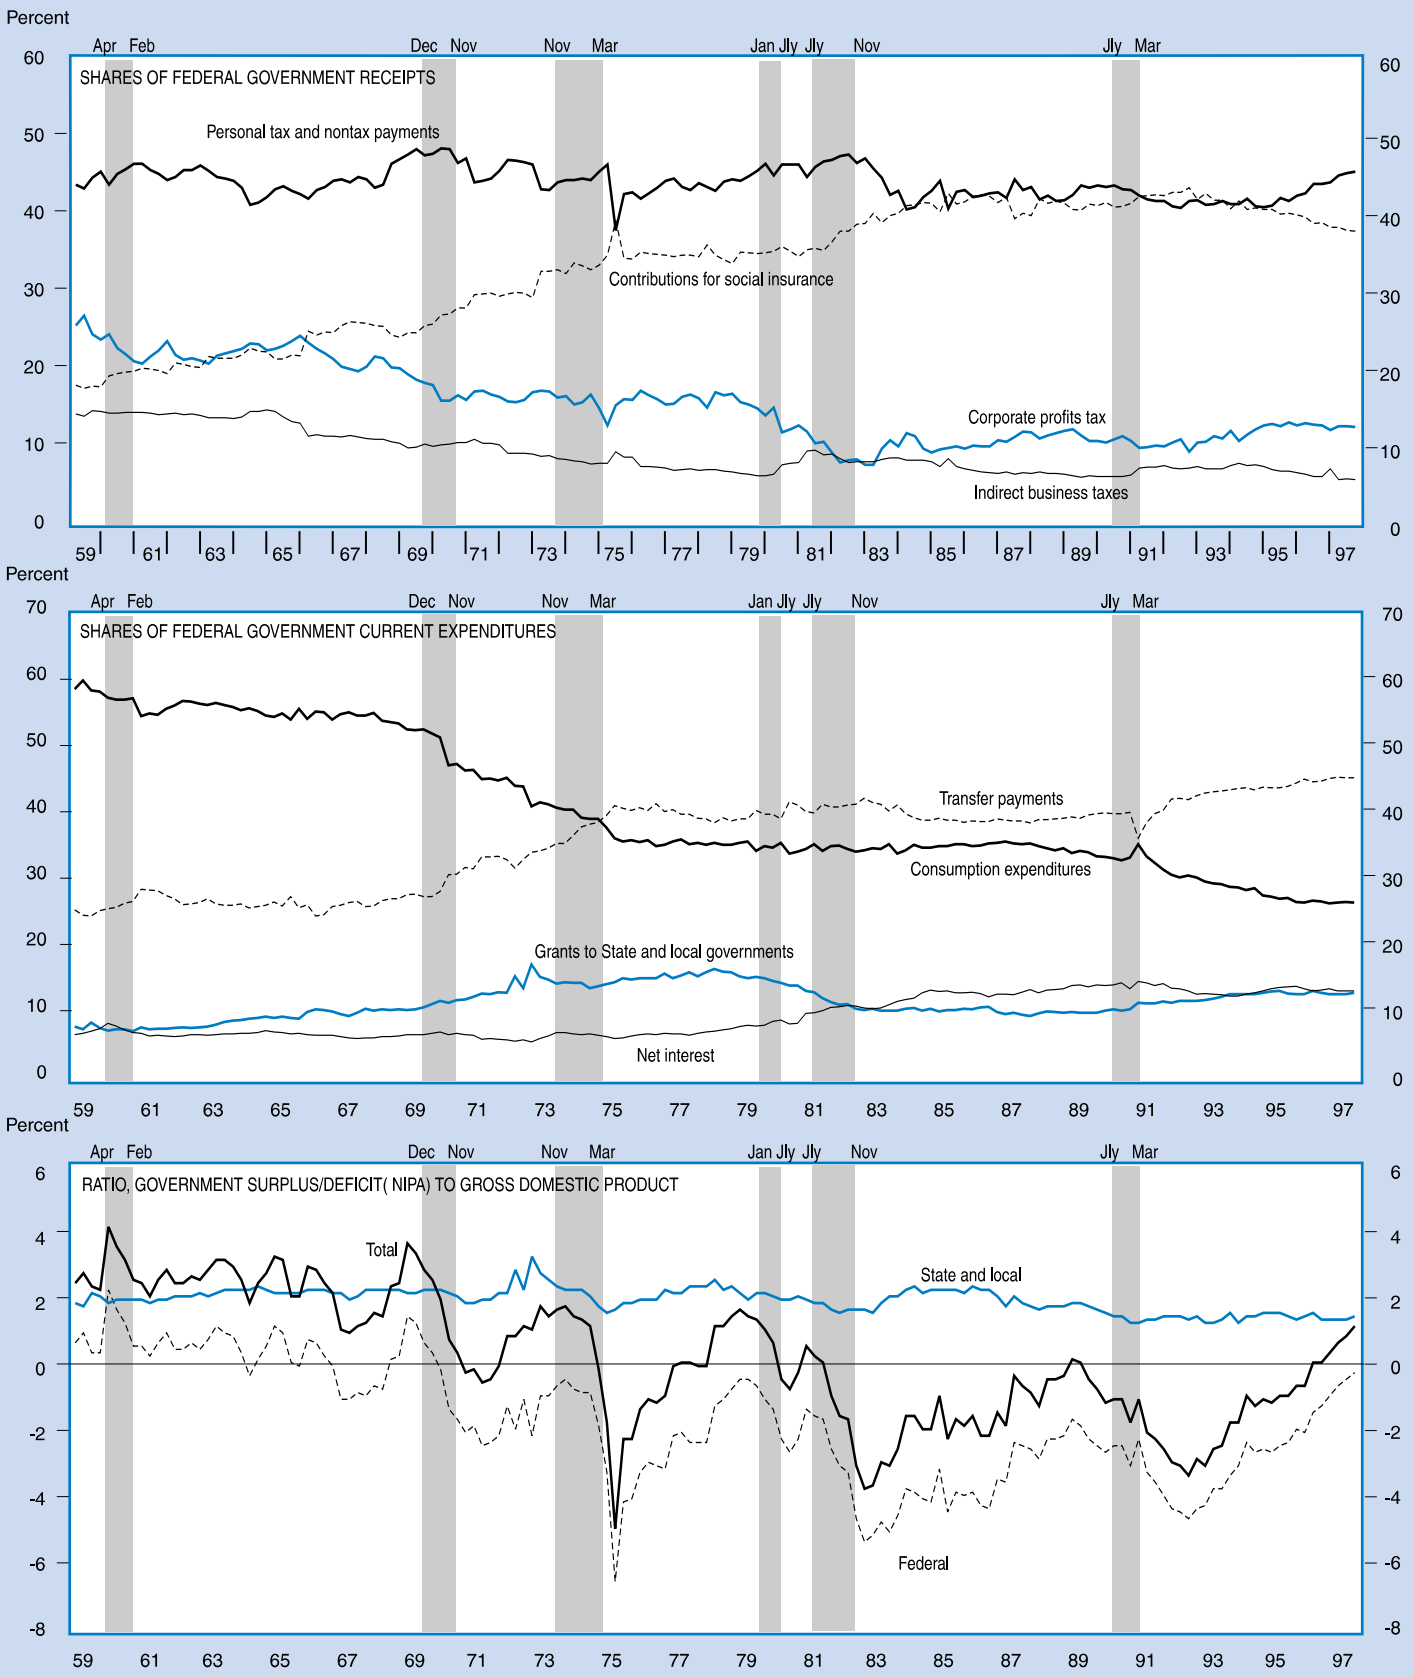 Percent
Apr Feb Dec Nov Nov Mar Jan Jly Jly Nov Jly Mar
60 60
SHARES OF FEDERAL GOVERNMENT RECEIPTS
Personal tax and nontax payments
50 50
40 40
Contributions for social insurance
30 30
20 20
Corporate profits tax
10 10
Indirect business taxes
0 0
59 61 63 65 67 69 71 73 75 77 79 81 83 85 87 89 91 93 95 97
Percent
Apr Feb Dec Nov Nov Mar Jan Jly Jly Nov Jly Mar
70 70
SHARES OF FEDERAL GOVERNMENT CURRENT EXPENDITURES
60 60
50 50
Transfer payments
40 40
Consumption expenditures
30 30
20 20
Grants to State and local governments
10 10
Net interest
0 0
59 61 63 65 67 69 71 73 75 77 79 81 83 85 87 89 91 93 95 97
Percent
Apr Feb Dec Nov Nov Mar Jan Jly Jly Nov Jly Mar
6 6
RATIO, GOVERNMENT SURPLUS/DEFICIT( NIPA) TO GROSS DOMESTIC PRODUCT
4 4
Total
State and local
2 2
0 0
-2 -2
-4 -4
Federal
-6 -6
-8 -8
59 61 63 65 67 69 71 73 75 77 79 81 83 85 87 89 91 93 95 97